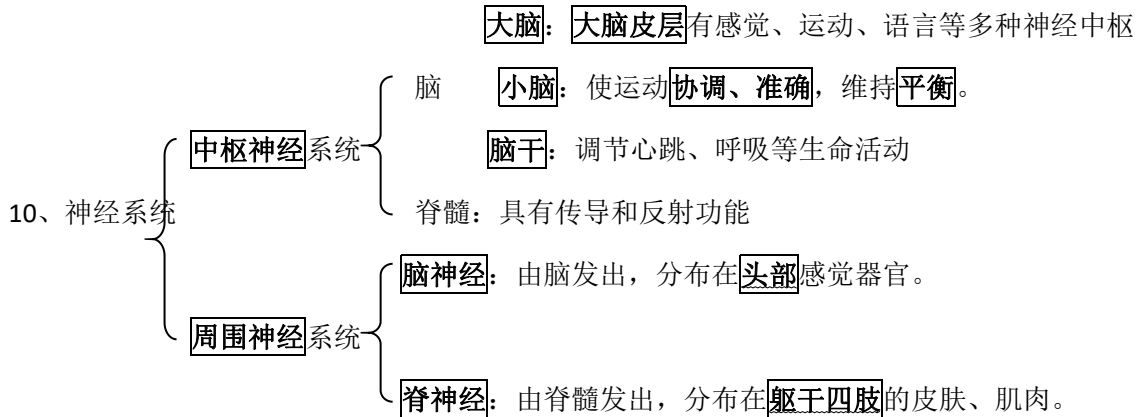 大脑：大脑皮层有感觉、运动、语言等多种神经中枢
脑 小脑：使运动协调、准确，维持平衡。
中枢神经系统 脑干：调节心跳、呼吸等生命活动
10、神经系统 脊髓：具有传导和反射功能
脑神经：由脑发出，分布在头部感觉器官。
周围神经系统
脊神经：由脊髓发出，分布在躯干四肢的皮肤、肌肉。